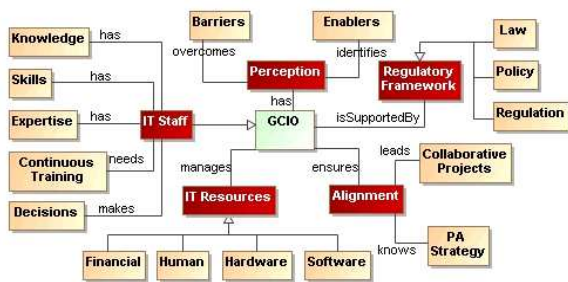 Barriers
Enablers
Knowledge
has
overcomes
identifies
Law
Skills
has
Perception
Regulatory
Framework
Policy
Expertise
has
IT Staff
has
GCIO
isSupportedBy
Regulation
Continuous
Training
needs
manages
ensures
leads
Collaborative
Projects
Decisions
makes
IT Resources
Alignment
knows
PA
Strategy
Financial
Human
Hardware
Software